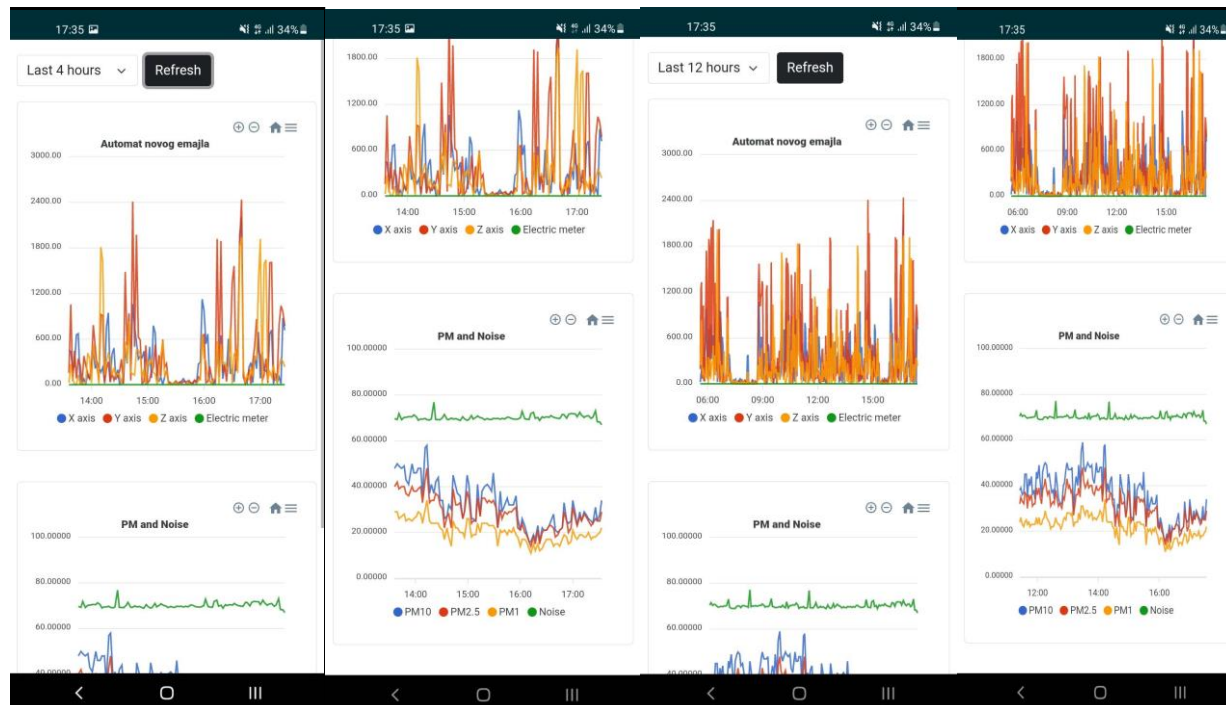 17:35
34%
Last 4 hours
Refresh
Automat novog emajla
3000.00
2400.00
1800.00
1200.00
600.00
0.00
14:00 15:00 16:00 17:00
X axis Y axis Z axis Electric meter
PM and Noise
100.00000
80.00000
60.00000
40.00000
17:35
34%
1800.00
1200.00
600.00
0.00
14:00 15:00 16:00 17:00
X axis Y axis Z axis Electric meter
PM and Noise
100.00000
80.00000
60.00000
40.00000
20.00000
0.00000
14:00 15:00 16:00 17:00
PM10 PM2.5 PM1 Noise
17:35
34%
Last 12 hours
Refresh
Automat novog emajla
3000.00
2400.00
1800.00
1200.00
600.00
0.00
06:00 09:00 12:00 15:00
X axis Y axis Z axis Electric meter
PM and Noise
100.00000
80.00000
60.00000
40.00000
17:35
34%
1800.00
1200.00
600.00
0.00
06:00 09:00 12:00 15:00
X axis Y axis Z axis Electric meter
PM and Noise
100.00000
80.00000
60.00000
40.00000
20.00000
0.00000
12:00 14:00 16:00
PM10 PM2.5 PM1 Noise